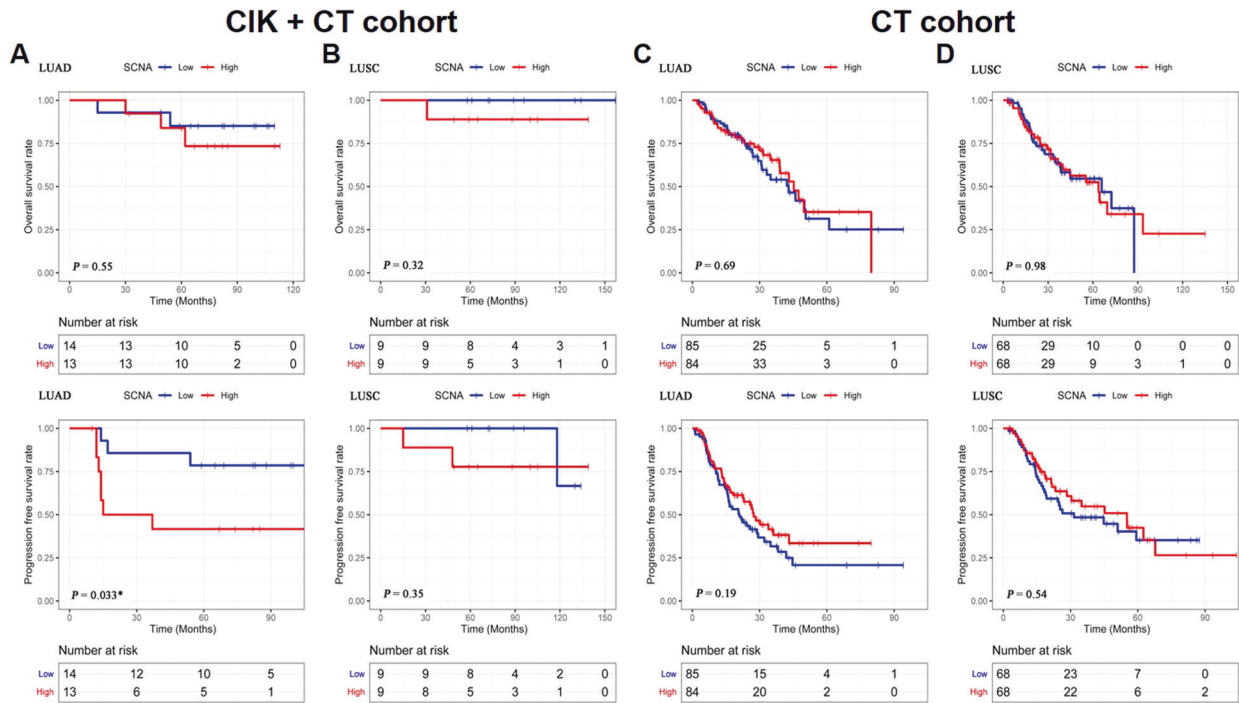 CIK + CT cohort
CT cohort
A
LUAD
SCNA Low High
Overall survival rate
1.00
0.75
0.50
0.25
0.00
P = 0.55
0 30 60 90 120
Time (Months)
Number at risk
Low 14 13 10 5 0
High 13 13 10 2 0
LUAD
SCNA Low High
Progression free survival rate
1.00
0.75
0.50
0.25
0.00
P = 0.033*
0 30 60 90
Time (Months)
Number at risk
Low 14 12 10 5
High 13 6 5 1
B
LUSC
SCNA Low High
Overall survival rate
1.00
0.75
0.50
0.25
0.00
P = 0.32
0 30 60 90 120 150
Time (Months)
Number at risk
Low 9 9 8 4 3 1
High 9 9 5 3 1 0
LUSC
SCNA Low High
Progression free survival rate
1.00
0.75
0.50
0.25
0.00
P = 0.35
0 30 60 90 120 150
Time (Months)
Number at risk
Low 9 9 8 4 2 0
High 9 8 5 3 1 0
C
LUAD
SCNA Low High
Overall survival rate
1.00
0.75
0.50
0.25
0.00
P = 0.69
0 30 60 90
Time (Months)
Number at risk
Low 85 25 5 1
High 84 33 3 0
LUAD
SCNA Low High
Progression free survival rate
1.00
0.75
0.50
0.25
0.00
P = 0.19
0 30 60 90
Time (Months)
Number at risk
Low 85 15 4 1
High 84 20 2 0
D
LUSC
SCNA Low High
Overall survival rate
1.00
0.75
0.50
0.25
0.00
P = 0.98
0 30 60 90 120 150
Time (Months)
Number at risk
Low 68 29 10 0 0 0
High 68 29 9 3 1 0
LUSC
SCNA Low High
Progression free survival rate
1.00
0.75
0.50
0.25
0.00
P = 0.54
0 30 60 90
Time (Months)
Number at risk
Low 68 23 7 0
High 68 22 6 2